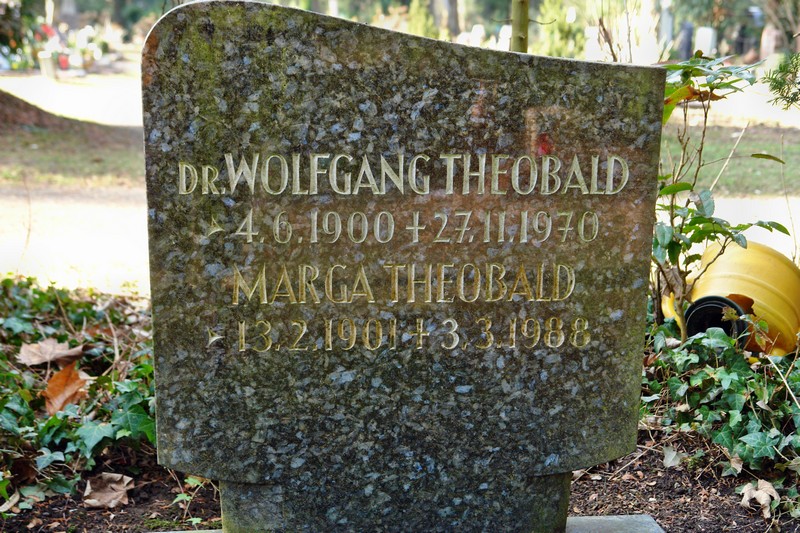 DR. WOLFGANG THEOBALD
* 4.6.1900 + 27.11.1970
MARGA THEOBALD
* 13.2.1901 + 3.3.1988